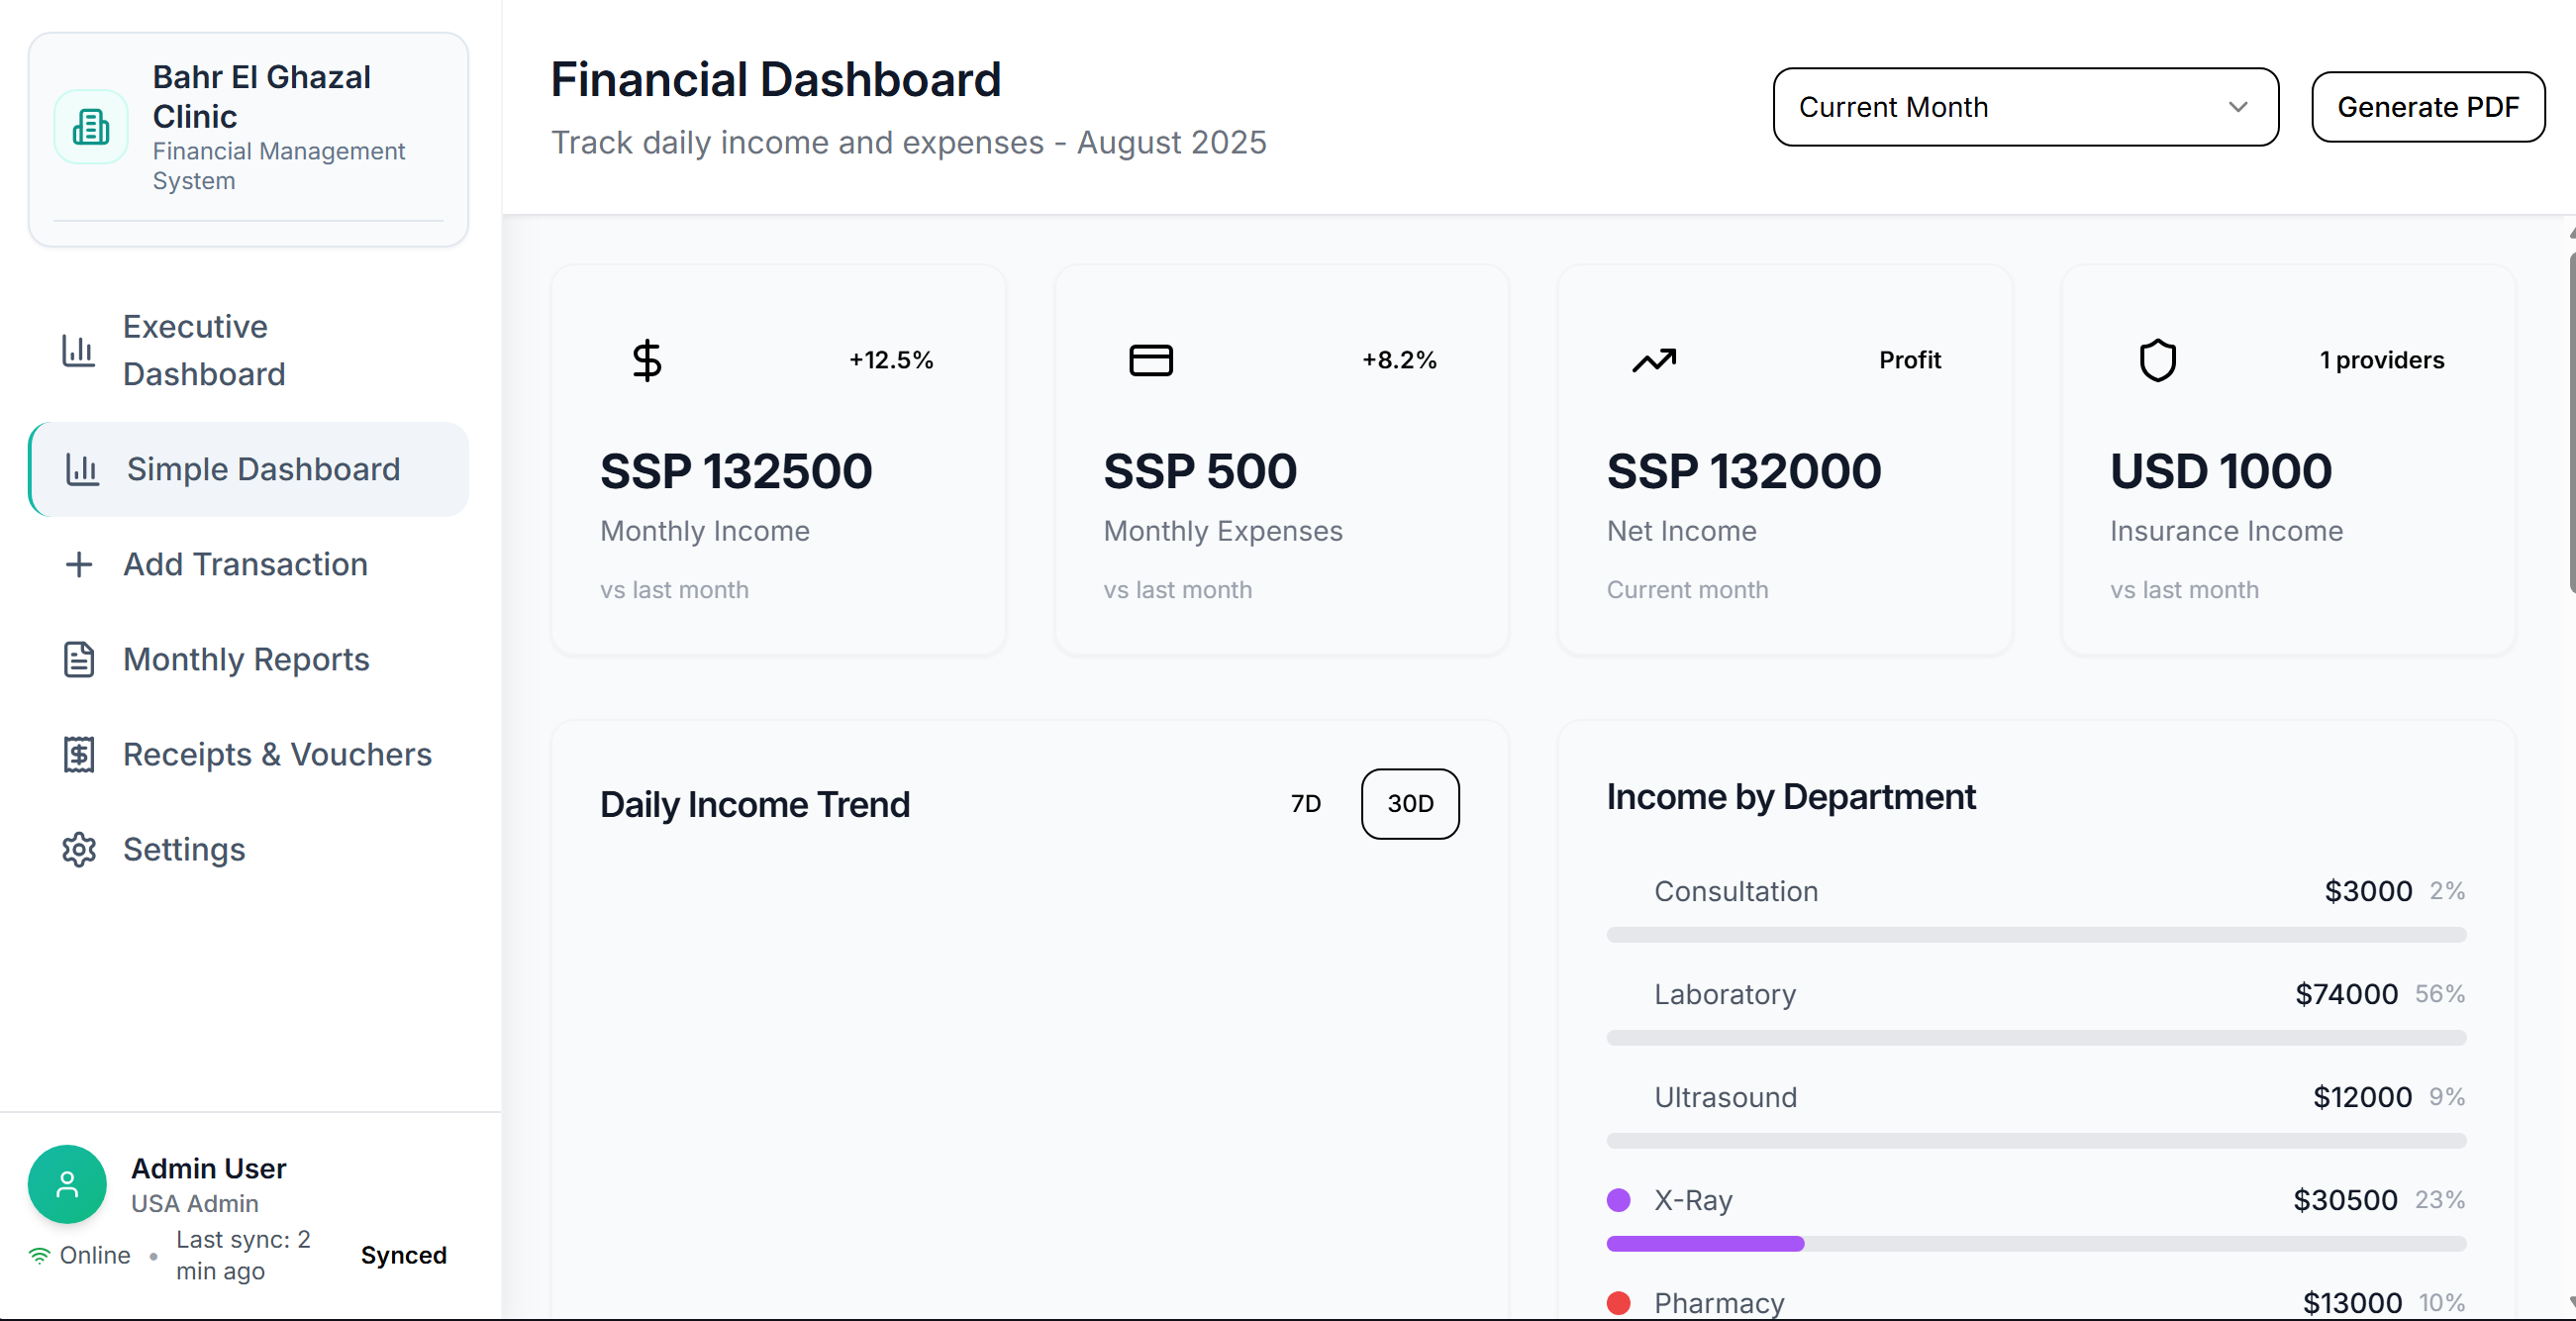 Bahr El Ghazal
Clinic
Financial Management
System
Executive
Dashboard
Simple Dashboard
Add Transaction
Monthly Reports
Receipts & Vouchers
Settings
Admin User
USA Admin
Online • Last sync: 2
min ago
Synced
Financial Dashboard
Track daily income and expenses - August 2025
Current Month
Generate PDF
+12.5%
SSP 132500
Monthly Income
vs last month
+8.2%
SSP 500
Monthly Expenses
vs last month
Profit
SSP 132000
Net Income
Current month
1 providers
USD 1000
Insurance Income
vs last month
Daily Income Trend
7D
30D
Income by Department
Consultation $3000 2%
Laboratory $74000 56%
Ultrasound $12000 9%
X-Ray $30500 23%
Pharmacy $13000 10%